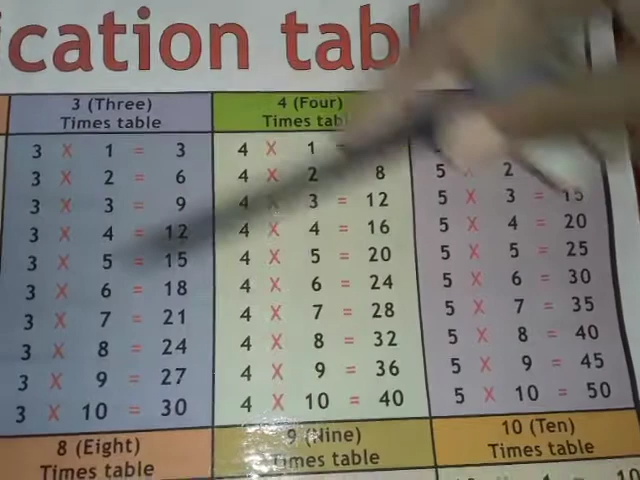 ication tabl
3 (Three)
Times table
3 X 1 = 3
3 X 2 = 6
3 X 3 = 9
3 X 4 = 12
3 X 5 = 15
3 X 6 = 18
3 X 7 = 21
3 X 8 = 24
3 X 9 = 27
3 X 10 = 30
4 (Four)
Times tab
4 X 1 =
4 X 2 8
4 X 3 = 12
4 X 4 = 16
4 X 5 = 20
4 X 6 = 24
4 X 7 = 28
4 X 8 = 32
4 X 9 = 36
4 X 10 = 40
5 X 2
5 X 3 = 15
5 X 4 = 20
5 X 5 = 25
5 X 6 = 30
5 X 7 = 35
5 X 8 = 40
5 X 9 = 45
5 X 10 = 50
8 (Eight)
Times table
9 (Nine)
Times table
10 (Ten)
Times table